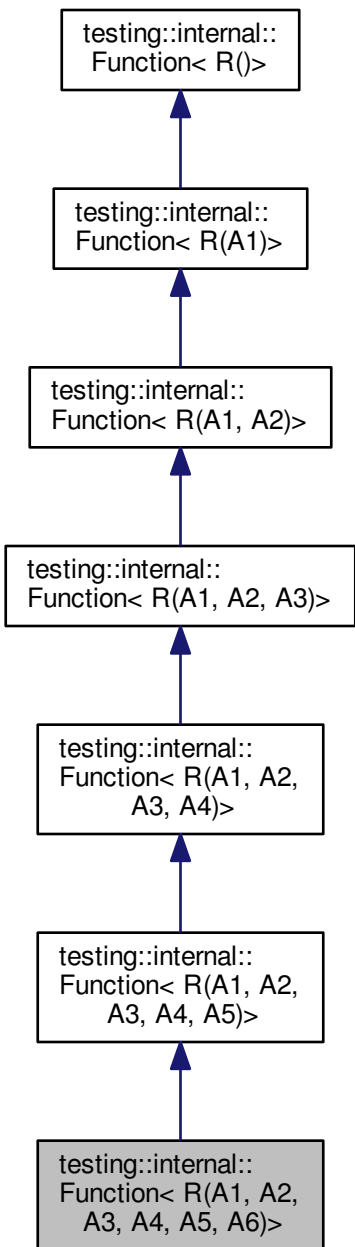 testing::internal::
Function< R()>
testing::internal::
Function< R(A1)>
testing::internal::
Function< R(A1, A2)>
testing::internal::
Function< R(A1, A2, A3)>
testing::internal::
Function< R(A1, A2,
A3, A4)>
testing::internal::
Function< R(A1, A2,
A3, A4, A5)>
testing::internal::
Function< R(A1, A2,
A3, A4, A5, A6)>